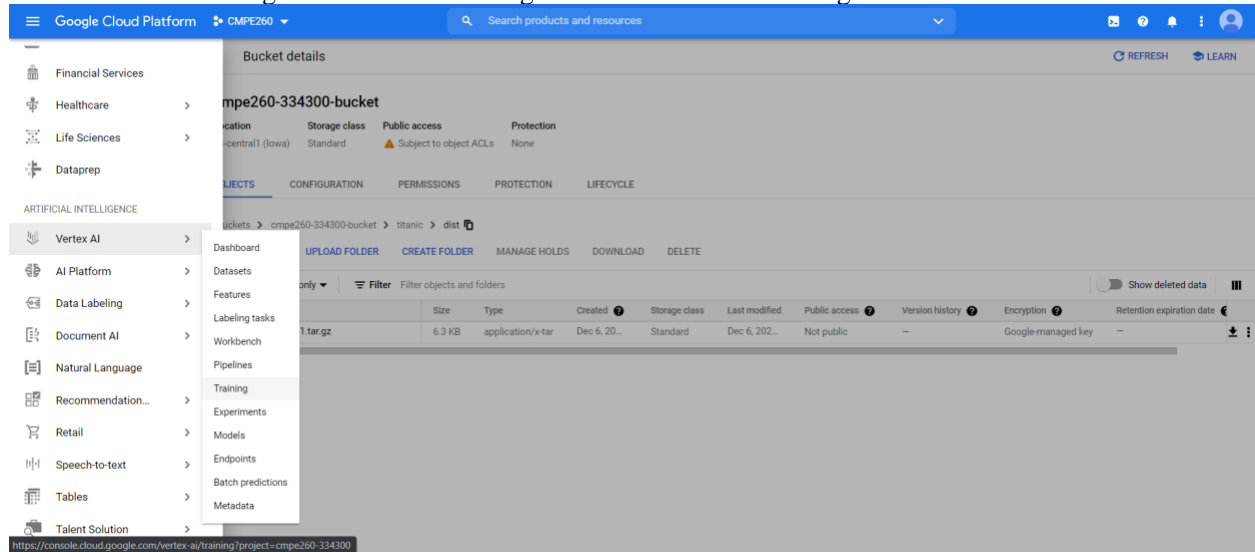 Google Cloud Platform CMPE260 Search products and resources
Bucket details REFRESH LEARN
Financial Services
Healthcare
Life Sciences
Dataprep
ARTIFICIAL INTELLIGENCE
Vertex AI
AI Platform
Data Labeling
Document AI
Natural Language
Recommendation...
Retail
Speech-to-text
Tables
Talent Solution
https://console.cloud.google.com/vertex-ai/training?project=cmpe260-334300
Dashboard
Datasets
Features
Labeling tasks
Workbench
Pipelines
Training
Experiments
Models
Endpoints
Batch predictions
Metadata
mpe260-334300-bucket
cation Storage class Public access Protection
-central1 (Iowa) Standard Subject to object ACLs None
BJECTS CONFIGURATION PERMISSIONS PROTECTION LIFECYCLE
uckets > cmpe260-334300-bucket > titanic > dist
UPLOAD FOLDER CREATE FOLDER MANAGE HOLDS DOWNLOAD DELETE
only Filter Filter objects and folders Show deleted data
Size Type Created Storage class Last modified Public access Version history Encryption Retention expiration date
1.tar.gz 6.3 KB application/x-tar Dec 6, 20... Standard Dec 6, 202... Not public — Google-managed key —